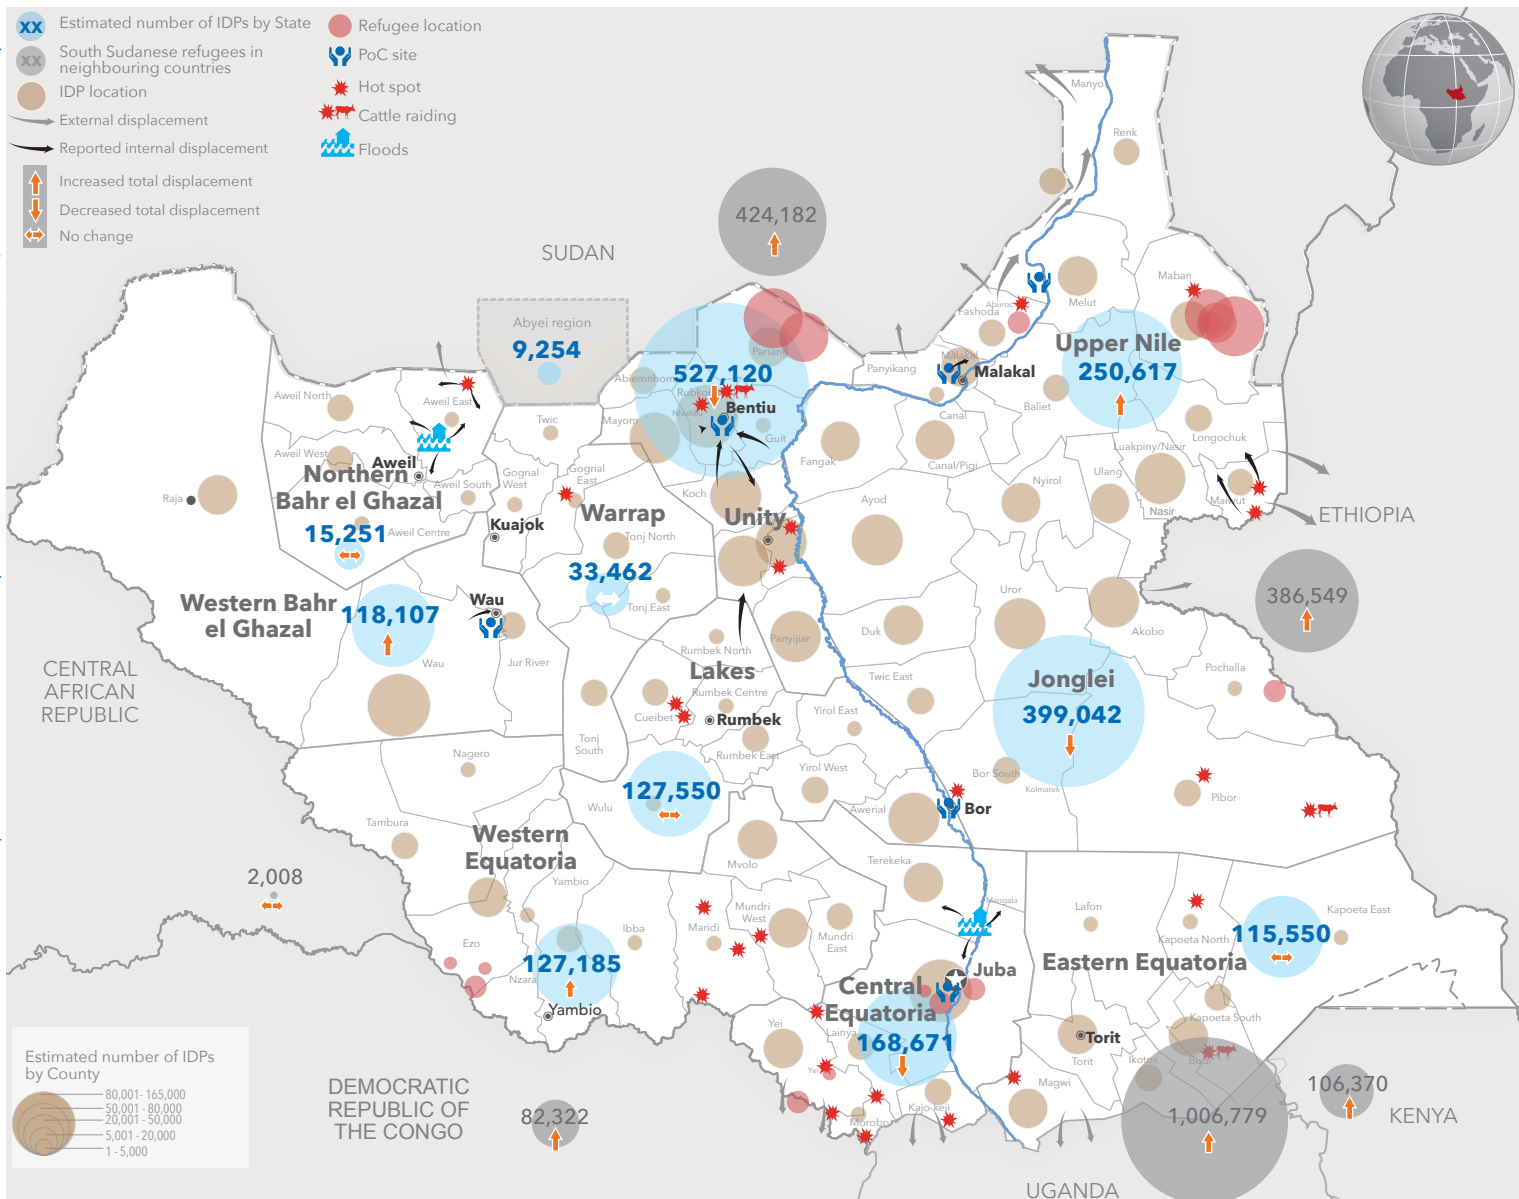 xx
Estimated number of IDPs by State
xx
South Sudanese refugees in
neighbouring countries
IDP location
External displacement
Reported internal displacement
Increased total displacement
Decreased total displacement
No change
Refugee location
PoC site
Hot spot
Cattle raiding
Floods
SUDAN
424,182
Manyo
Renk
Abyei region
9,254
Maban
Melut
Aburoc
Fashoda
Upper Nile
250,617
Pariang
Abiemnhom
527,120
Rubkona
Bentiu
Mayom
Guit
Panyikang
Malakal
Malakal
Baliet
Canal
Canal/Pigi
Fangak
Luakpiny/Nasir
Longochuk
Ulang
Nasir
Maiwut
Nyirol
ETHIOPIA
Aweil North
Aweil East
Aweil West
Aweil
Northern
Bahr el Ghazal
Aweil South
15,251
Aweil Centre
Raja
Twic
Gogrial
West
Gogrial
East
Kuajok
Warrap
Tonj North
33,462
Tonj East
Koch
Unity
Ayod
386,549
Western Bahr
el Ghazal
118,107
Wau
Wau
Jur River
Panyijiar
Duk
Uror
Akobo
Rumbek North
Lakes
Rumbek Centre
Cueibet
Rumbek
Rumbek East
Tonj
South
Twic East
Yirol East
Yirol West
Jonglei
399,042
Pochalla
CENTRAL
AFRICAN
REPUBLIC
Nagero
Wulu
127,550
Awerial
Bor South
Kolmarek
Bor
Pibor
Tambura
Western
Equatoria
Mvolo
Terekeka
Mangala
2,008
Yambio
Ezo
Nzara
127,185
Yambio
Ibba
Maridi
Mundri
West
Mundri
East
Lafon
Kapoeta North
115,550
Kapoeta East
Eastern Equatoria
Juba
Central
Equatoria
168,671
Yei
Lainya
Yei
Morobo
Kajo-keji
Torit
Torit
Magwi
Ikotos
Kapoeta South
Budi
Estimated number of IDPs
by County
80,001- 165,000
50,001 - 80,000
20,001 - 50,000
5,001 - 20,000
1 - 5,000
DEMOCRATIC
REPUBLIC OF
THE CONGO
82,322
1,006,779
106,370
KENYA
UGANDA